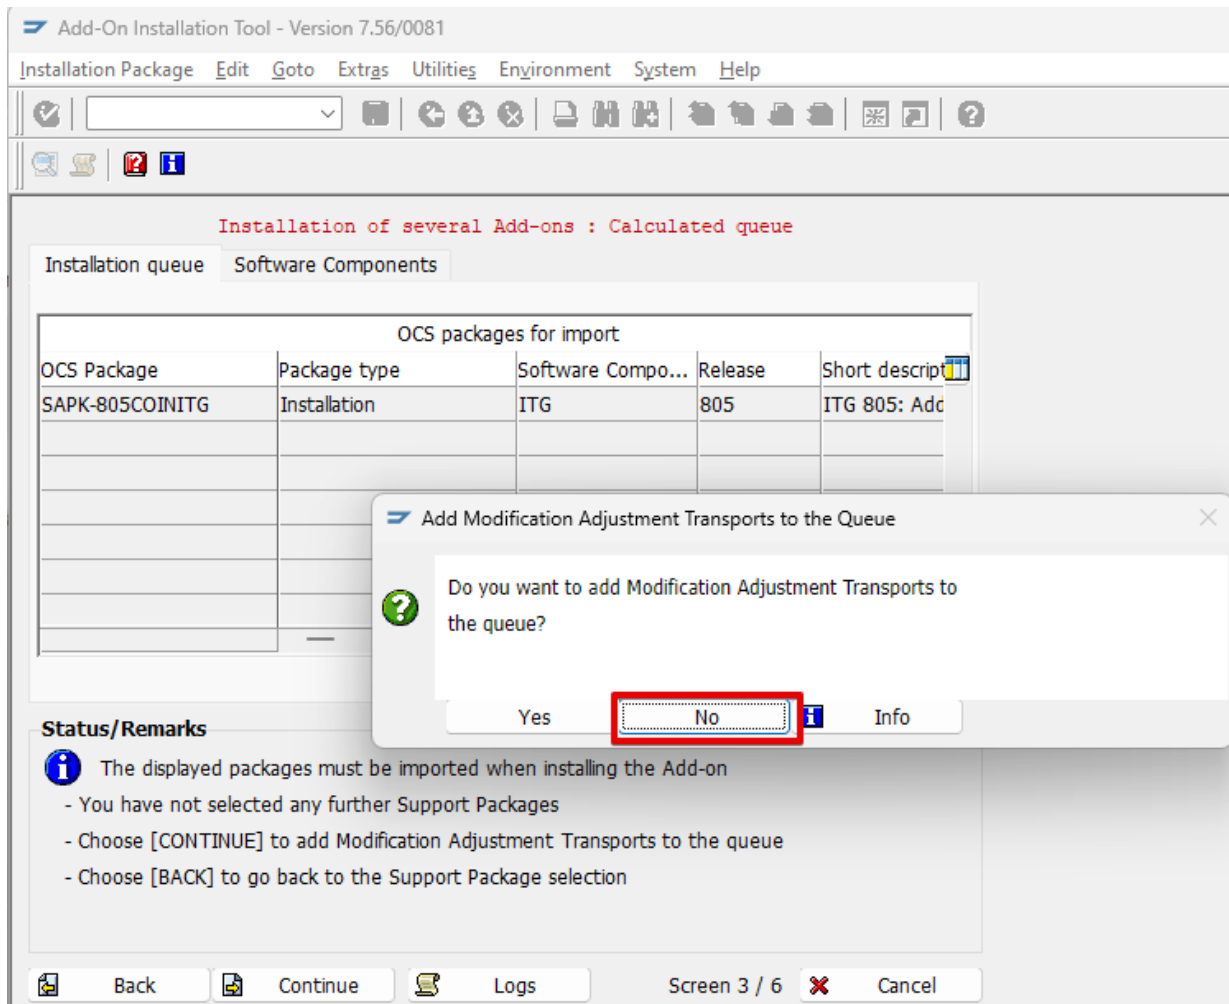 Add-On Installation Tool - Version 7.56/0081
Installation Package Edit Goto Extras Utilities Environment System Help
Installation of several Add-ons : Calculated queue
Installation queue Software Components
OCS packages for import
OCS Package Package type Software Compo... Release Short descript
SAPK-805COINITG Installation ITG 805 ITG 805: Add
Add Modification Adjustment Transports to the Queue
Do you want to add Modification Adjustment Transports to
the queue?
Yes No Info
Status/Remarks
The displayed packages must be imported when installing the Add-on
- You have not selected any further Support Packages
- Choose [CONTINUE] to add Modification Adjustment Transports to the queue
- Choose [BACK] to go back to the Support Package selection
Back Continue Logs Screen 3 / 6 Cancel